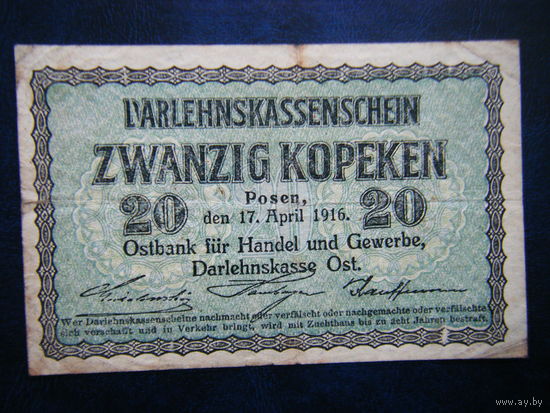 DARLEHNSKASSENSCHEIN
ZWANZIG KOPEKEN
Posen,
20 den 17. April 1916. 20
Ostbank für Handel und Gewerbe,
Darlehnskasse Ost.
Wer Darlehnskassenscheine nachmacht oder verfälscht oder nachgemachte oder verfälschte
sich verschafft und in Verkehr bringt, wird mit Zuchthaus bis zu acht Jahren bestraft.
www.ay.by